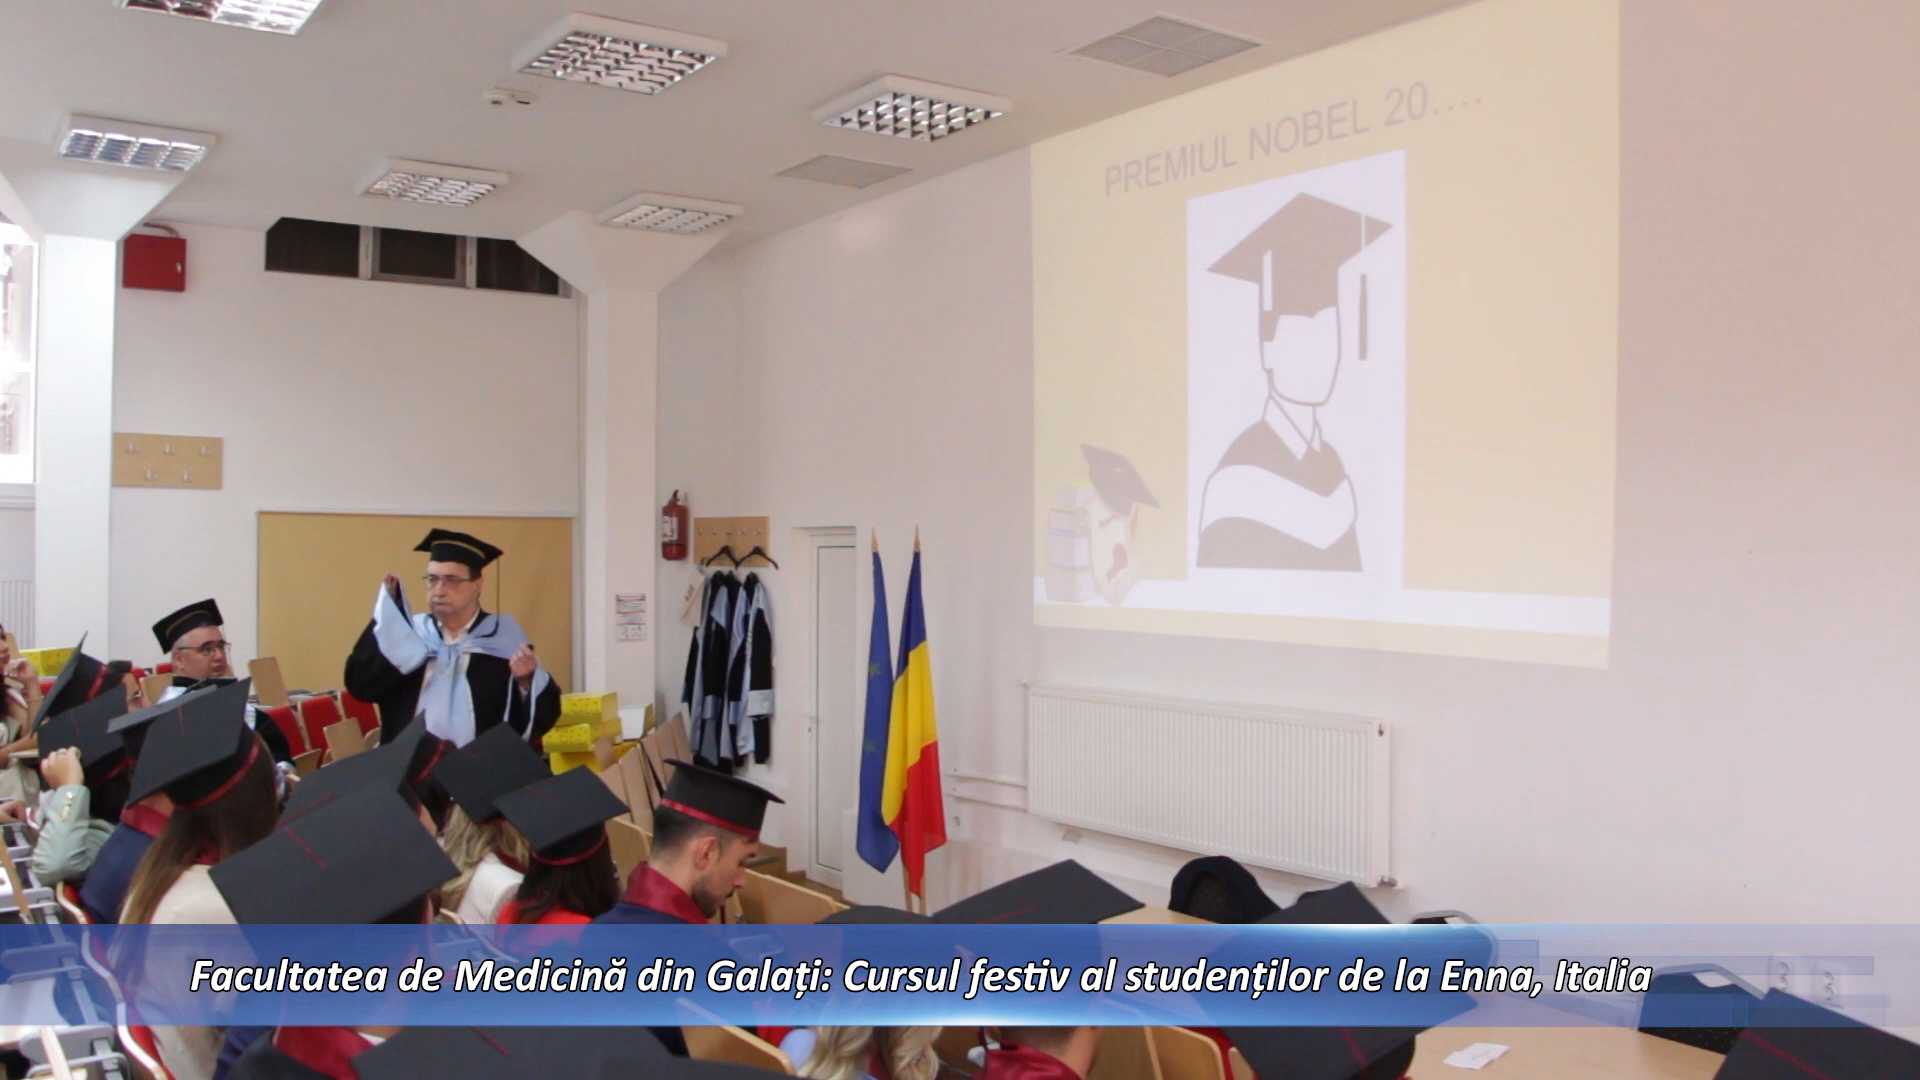 PREMIUL NOBEL 20....
Facultatea de Medicină din Galați: Cursul festiv al studenților de la Enna, Italia